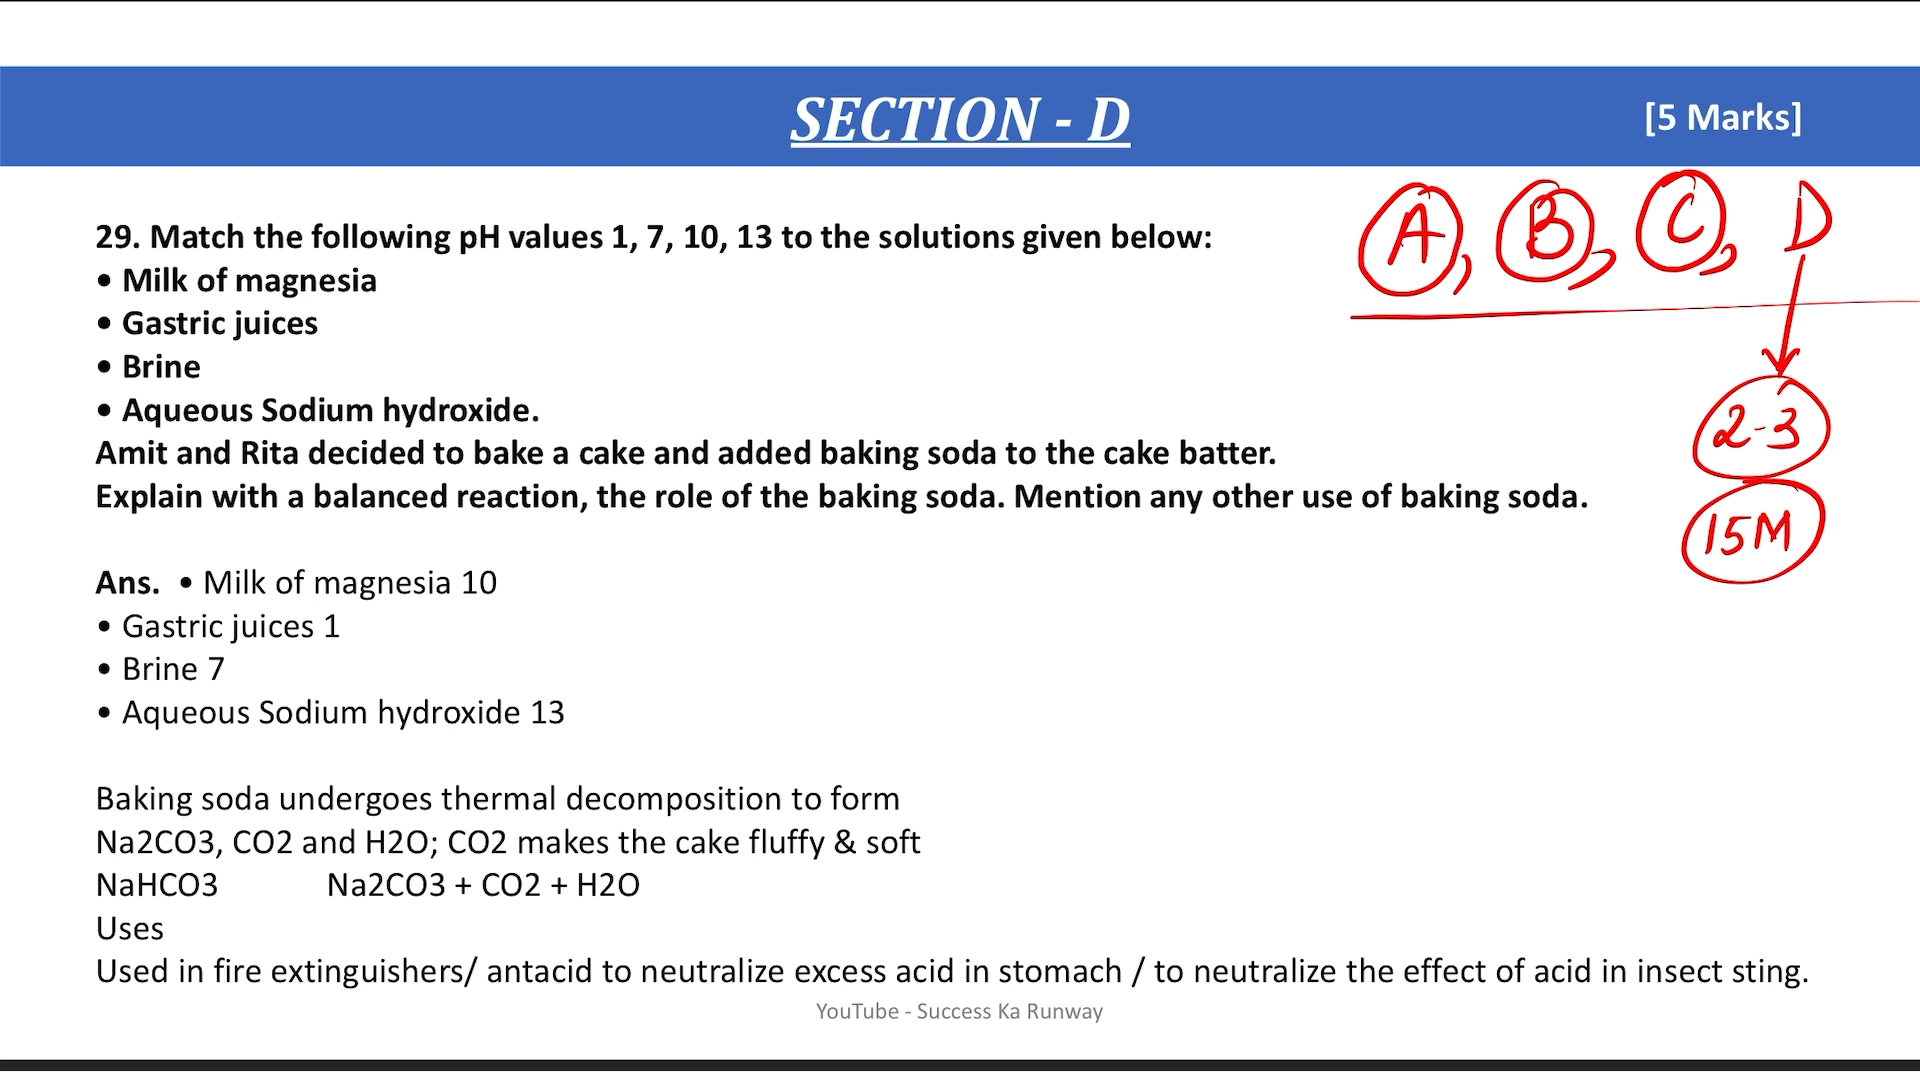 SECTION - D
[5 Marks]
A, B, C, D
29. Match the following pH values 1, 7, 10, 13 to the solutions given below:
• Milk of magnesia
• Gastric juices
• Brine
• Aqueous Sodium hydroxide.
2-3
Amit and Rita decided to bake a cake and added baking soda to the cake batter.
Explain with a balanced reaction, the role of the baking soda. Mention any other use of baking soda.
15M
Ans. • Milk of magnesia 10
• Gastric juices 1
• Brine 7
• Aqueous Sodium hydroxide 13
Baking soda undergoes thermal decomposition to form
Na2CO3, CO2 and H2O; CO2 makes the cake fluffy & soft
NaHCO3 Na2CO3 + CO2 + H2O
Uses
Used in fire extinguishers/ antacid to neutralize excess acid in stomach / to neutralize the effect of acid in insect sting.
YouTube - Success Ka Runway